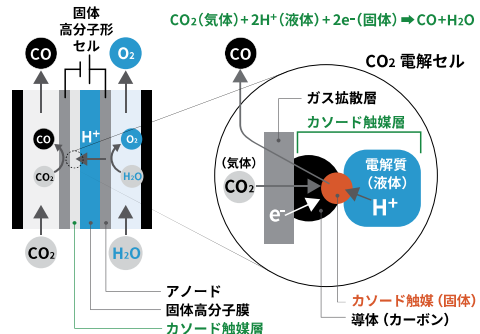 固体
高分子形
セル
CO₂(気体)+2H⁺(液体)+2e⁻(固体)➡CO+H₂O
CO
O₂
CO
CO₂ 電解セル
ガス拡散層
カソード触媒層
H⁺
CO
O₂
CO₂
H₂O
(気体)
CO₂
電解質
(液体)
H⁺
e⁻
CO₂
H₂O
アノード
固体高分子膜
カソード触媒層
カソード触媒(固体)
導体(カーボン)